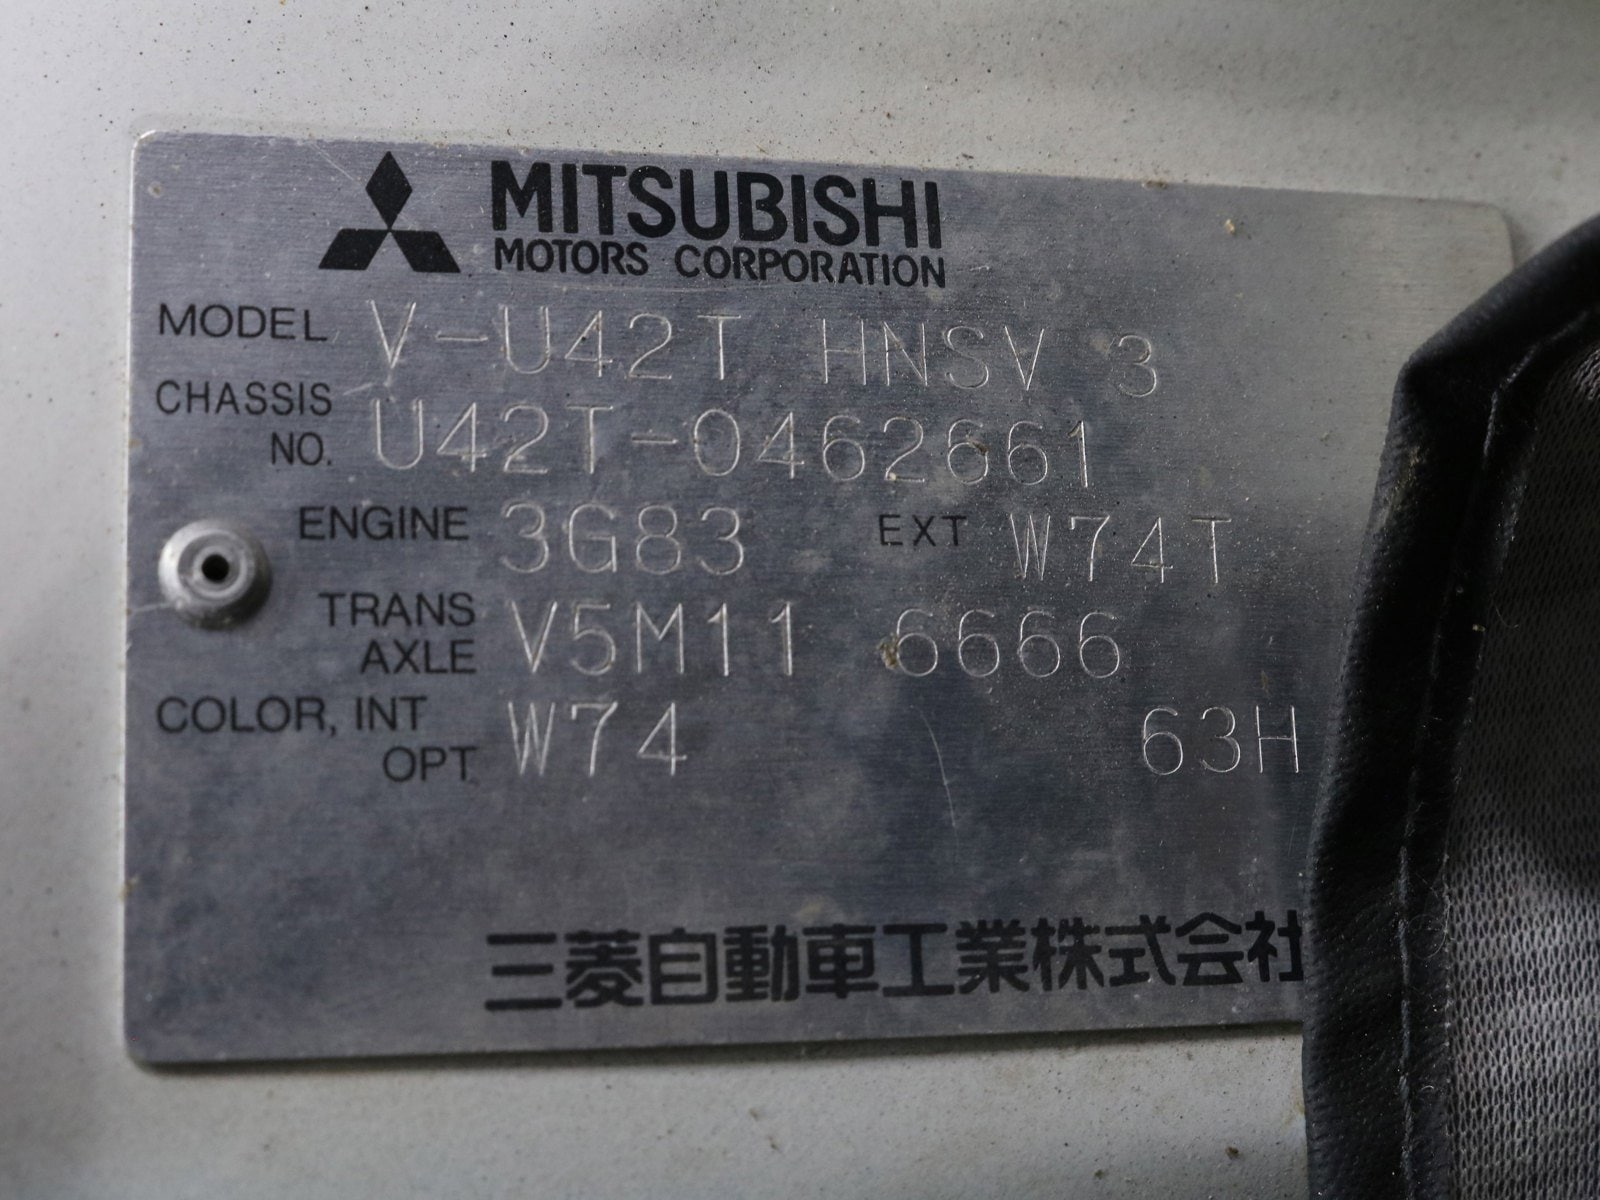 MITSUBISHI
MOTORS CORPORATION
MODEL V-U42T HNSV 3
CHASSIS
NO. U42T-0462661
ENGINE 3G83 EXT W74T
TRANS
AXLE V5M11 6666
COLOR, INT
OPT W74 63H
三菱自動車工業株式会社